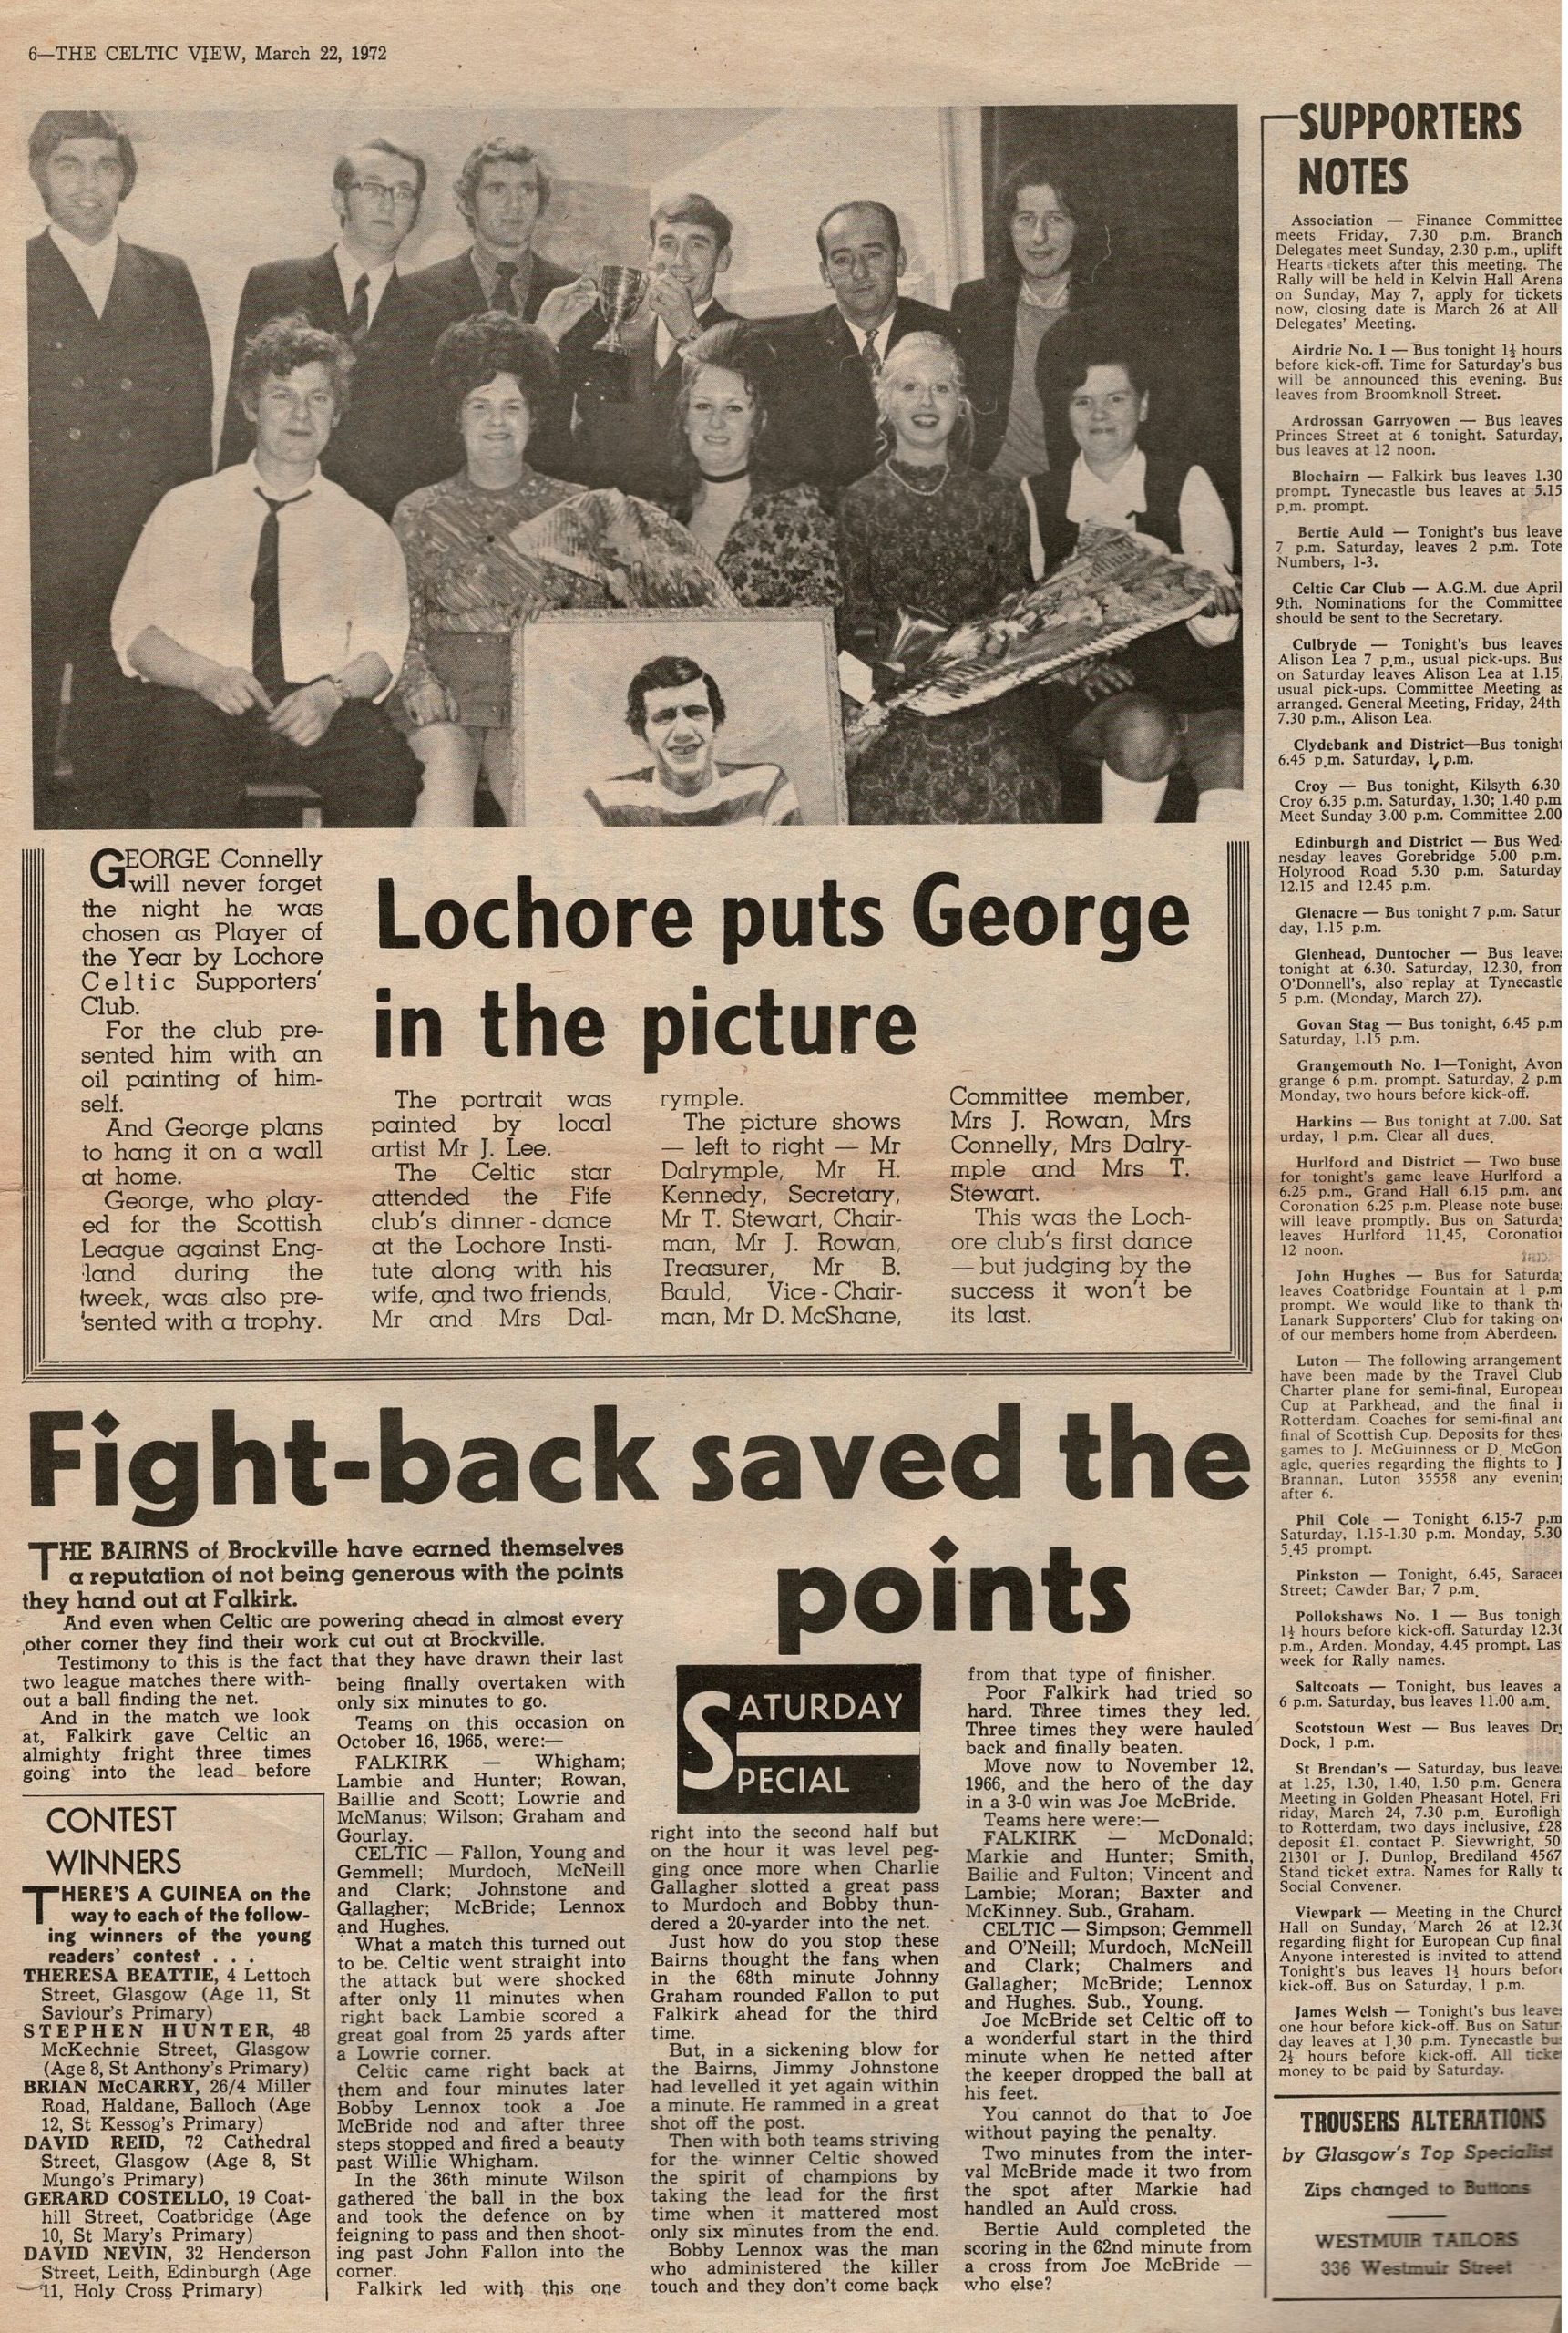 6—THE CELTIC VIEW, March 22, 1972
GEORGE Connelly
will never forget
the night he was
chosen as Player of
the Year by Lochore
Celtic Supporters'
Club.
For the club pre-
sented him with an
oil painting of him-
self.
And George plans
to hang it on a wall
at home.
George, who play-
ed for the Scottish
League against Eng-
land during the
week, was also pre-
sented with a trophy.
Lochore puts George
in the picture
The portrait was
painted by local
artist Mr J. Lee.
The Celtic star
attended the Fife
club's dinner-dance
at the Lochore Insti-
tute along with his
wife, and two friends,
Mr and Mrs Dal-
rymple.
The picture shows
— left to right — Mr
Dalrymple, Mr H.
Kennedy, Secretary,
Mr T. Stewart, Chair-
man, Mr J. Rowan,
Treasurer, Mr B.
Bauld, Vice-Chair-
man, Mr D. McShane,
Committee member,
Mrs J. Rowan, Mrs
Connelly, Mrs Dalry-
mple and Mrs T.
Stewart.
This was the Loch-
ore club's first dance
— but judging by the
success it won't be
its last.
Fight-back saved the
points
THE BAIRNS of Brockville have earned themselves
a reputation of not being generous with the points
they hand out at Falkirk.
And even when Celtic are powering ahead in almost every
other corner they find their work cut out at Brockville.
Testimony to this is the fact that they have drawn their last
two league matches there with-
out a ball finding the net.
And in the match we look
at, Falkirk gave Celtic an
almighty fright three times
going into the lead before
being finally overtaken with
only six minutes to go.
Teams on this occasion on
October 16, 1965, were:—
FALKIRK — Whigham;
Lambie and Hunter; Rowan,
Baillie and Scott; Lowrie and
McManus; Wilson; Graham and
Gourlay.
CELTIC — Fallon, Young and
Gemmell; Murdoch, McNeill
and Clark; Johnstone and
Gallagher; McBride; Lennox
and Hughes.
What a match this turned out
to be. Celtic went straight into
the attack but were shocked
after only 11 minutes when
right back Lambie scored a
great goal from 25 yards after
a Lowrie corner.
Celtic came right back at
them and four minutes later
Bobby Lennox took a Joe
McBride nod and after three
steps stopped and fired a beauty
past Willie Whigham.
In the 36th minute Wilson
gathered the ball in the box
and took the defence on by
feigning to pass and then shoot-
ing past John Fallon into the
corner.
Falkirk led with this one
SATURDAY
SPECIAL
right into the second half but
on the hour it was level peg-
ging once more when Charlie
Gallagher slotted a great pass
to Murdoch and Bobby thun-
dered a 20-yarder into the net.
Just how do you stop these
Bairns thought the fans when
in the 68th minute Johnny
Graham rounded Fallon to put
Falkirk ahead for the third
time.
But, in a sickening blow for
the Bairns, Jimmy Johnstone
had levelled it yet again within
a minute. He rammed in a great
shot off the post.
Then with both teams striving
for the winner Celtic showed
the spirit of champions by
taking the lead for the first
time when it mattered most
only six minutes from the end.
Bobby Lennox was the man
who administered the killer
touch and they don't come back
from that type of finisher.
Poor Falkirk had tried so
hard. Three times they led.
Three times they were hauled
back and finally beaten.
Move now to November 12,
1966, and the hero of the day
in a 3-0 win was Joe McBride.
Teams here were:—
FALKIRK — McDonald;
Markie and Hunter; Smith,
Bailie and Fulton; Vincent and
Lambie; Moran; Baxter and
McKinney. Sub., Graham.
CELTIC — Simpson; Gemmell
and O'Neill; Murdoch, McNeill
and Clark; Chalmers and
Gallagher; McBride; Lennox
and Hughes. Sub., Young.
Joe McBride set Celtic off to
a wonderful start in the third
minute when he netted after
the keeper dropped the ball at
his feet.
You cannot do that to Joe
without paying the penalty.
Two minutes from the inter-
val McBride made it two from
the spot after Markie had
handled an Auld cross.
Bertie Auld completed the
scoring in the 62nd minute from
a cross from Joe McBride —
who else?
CONTEST
WINNERS
THERE'S A GUINEA on the
way to each of the follow-
ing winners of the young
readers' contest . . .
THERESA BEATTIE, 4 Lettoch
Street, Glasgow (Age 11, St
Saviour's Primary)
STEPHEN HUNTER, 48
McKechnie Street, Glasgow
(Age 8, St Anthony's Primary)
BRIAN McCARRY, 26/4 Miller
Road, Haldane, Balloch (Age
12, St Kessog's Primary)
DAVID REID, 72 Cathedral
Street, Glasgow (Age 8, St
Mungo's Primary)
GERARD COSTELLO, 19 Coat-
hill Street, Coatbridge (Age
10, St Mary's Primary)
DAVID NEVIN, 32 Henderson
Street, Leith, Edinburgh (Age
11, Holy Cross Primary)
SUPPORTERS
NOTES
Association — Finance Committee
meets Friday, 7.30 p.m. Branch
Delegates meet Sunday, 2.30 p.m., uplift
Hearts tickets after this meeting. The
Rally will be held in Kelvin Hall Arena
on Sunday, May 7, apply for tickets
now, closing date is March 26 at All
Delegates' Meeting.
Airdrie No. 1 — Bus tonight 1½ hours
before kick-off. Time for Saturday's bus
will be announced this evening. Bus
leaves from Broomknoll Street.
Ardrossan Garryowen — Bus leaves
Princes Street at 6 tonight. Saturday,
bus leaves at 12 noon.
Blochairn — Falkirk bus leaves 1.30
prompt. Tynecastle bus leaves at 5.15
p.m. prompt.
Bertie Auld — Tonight's bus leave
7 p.m. Saturday, leaves 2 p.m. Tote
Numbers, 1-3.
Celtic Car Club — A.G.M. due April
9th. Nominations for the Committee
should be sent to the Secretary.
Culbryde — Tonight's bus leaves
Alison Lea 7 p.m., usual pick-ups. Bus
on Saturday leaves Alison Lea at 1.15
usual pick-ups. Committee Meeting as
arranged. General Meeting, Friday, 24th
7.30 p.m., Alison Lea.
Clydebank and District—Bus tonight
6.45 p.m. Saturday, 1, p.m.
Croy — Bus tonight, Kilsyth 6.30
Croy 6.35 p.m. Saturday, 1.30; 1.40 p.m
Meet Sunday 3.00 p.m. Committee 2.00
Edinburgh and District — Bus Wed-
nesday leaves Gorebridge 5.00 p.m.
Holyrood Road 5.30 p.m. Saturday
12.15 and 12.45 p.m.
Glenacre — Bus tonight 7 p.m. Satur
day, 1.15 p.m.
Glenhead, Duntocher — Bus leave
tonight at 6.30. Saturday, 12.30, from
O'Donnell's, also replay at Tynecastle
5 p.m. (Monday, March 27).
Govan Stag — Bus tonight, 6.45 p.m
Saturday, 1.15 p.m.
Grangemouth No. 1—Tonight, Avon
grange 6 p.m. prompt. Saturday, 2 p.m
Monday, two hours before kick-off.
Harkins — Bus tonight at 7.00. Sat
urday, 1 p.m. Clear all dues.
Hurlford and District — Two buse
for tonight's game leave Hurlford a
6.25 p.m., Grand Hall 6.15 p.m. and
Coronation 6.25 p.m. Please note buse
will leave promptly. Bus on Saturda
leaves Hurlford 11.45, Coronation
12 noon.
John Hughes — Bus for Saturda
leaves Coatbridge Fountain at 1 p.m
prompt. We would like to thank th
Lanark Supporters' Club for taking on
of our members home from Aberdeen.
Luton — The following arrangement
have been made by the Travel Club
Charter plane for semi-final, European
Cup at Parkhead, and the final in
Rotterdam. Coaches for semi-final and
final of Scottish Cup. Deposits for thes
games to J. McGuinness or D. McGon
agle, queries regarding the flights to J
Brannan, Luton 35558 any evening
after 6.
Phil Cole — Tonight 6.15-7 p.m
Saturday, 1.15-1.30 p.m. Monday, 5.30
5.45 prompt.
Pinkston — Tonight, 6.45, Saracen
Street; Cawder Bar, 7 p.m.
Pollokshaws No. 1 — Bus tonigh
1½ hours before kick-off. Saturday 12.30
p.m., Arden. Monday, 4.45 prompt. Las
week for Rally names.
Saltcoats — Tonight, bus leaves a
6 p.m. Saturday, bus leaves 11.00 a.m.
Scotstoun West — Bus leaves Dry
Dock, 1 p.m.
St Brendan's — Saturday, bus leave
at 1.25, 1.30, 1.40, 1.50 p.m. Genera
Meeting in Golden Pheasant Hotel, Fri
riday, March 24, 7.30 p.m. Eurofligh
to Rotterdam, two days inclusive, £28
deposit £1. contact P. Sievwright, 50
21301 or J. Dunlop, Brediland 4567
Stand ticket extra. Names for Rally to
Social Convener.
Viewpark — Meeting in the Church
Hall on Sunday, March 26 at 12.30
regarding flight for European Cup final
Anyone interested is invited to attend
Tonight's bus leaves 1½ hours before
kick-off. Bus on Saturday, 1 p.m.
James Welsh — Tonight's bus leave
one hour before kick-off. Bus on Satur
day leaves at 1.30 p.m. Tynecastle bus
2½ hours before kick-off. All ticke
money to be paid by Saturday.
TROUSERS ALTERATIONS
by Glasgow's Top Specialist
Zips changed to Buttons
WESTMUIR TAILORS
336 Westmuir Street